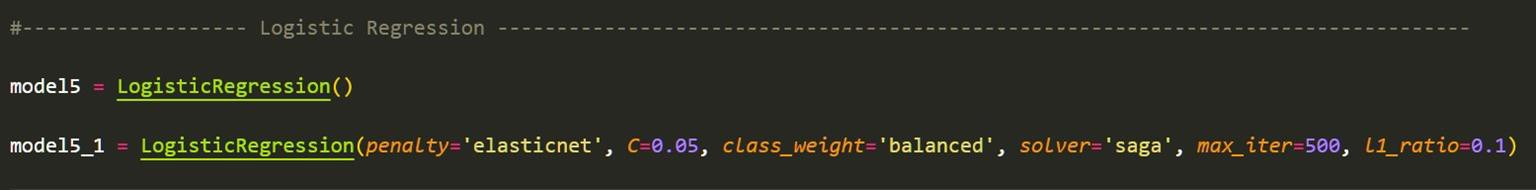 #------------------- Logistic Regression ----------------------------------------------------------------------------------
model5 = LogisticRegression()
model5_1 = LogisticRegression(penalty='elasticnet', C=0.05, class_weight='balanced', solver='saga', max_iter=500, l1_ratio=0.1)